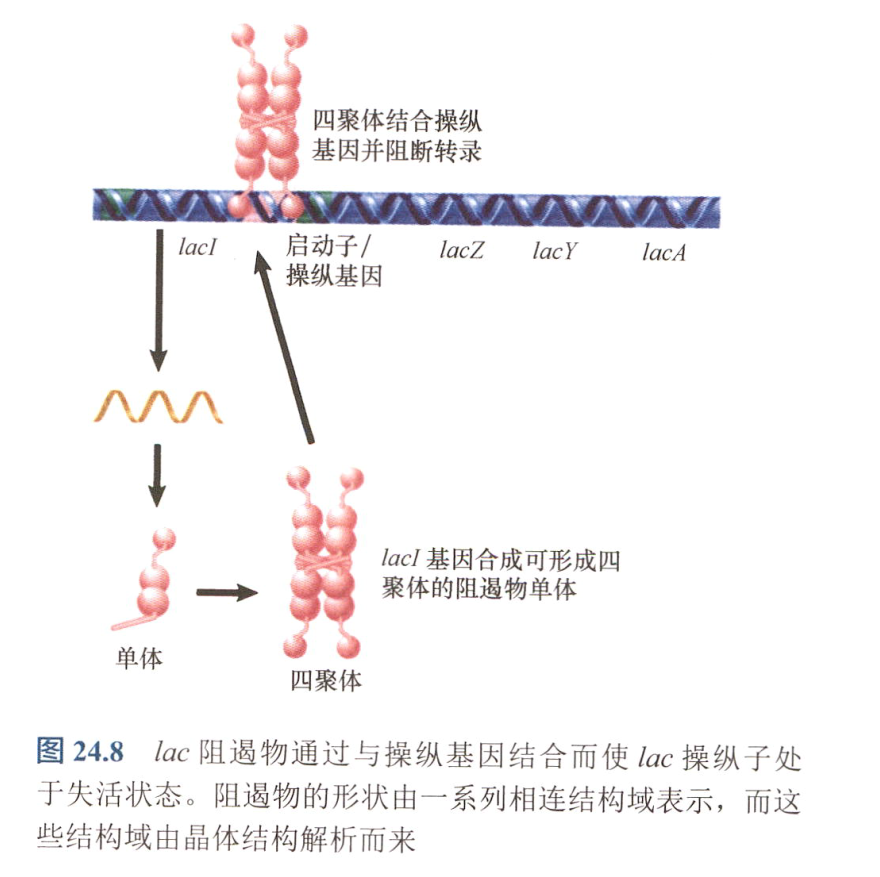 四聚体结合操纵
基因并阻断转录
lacI
启动子/
操纵基因
lacZ
lacY
lacA
lacI 基因合成可形成四
聚体的阻遏物单体
单体
四聚体
图 24.8 lac 阻遏物通过与操纵基因结合而使 lac 操纵子处
于失活状态。阻遏物的形状由一系列相连结构域表示，而这
些结构域由晶体结构解析而来